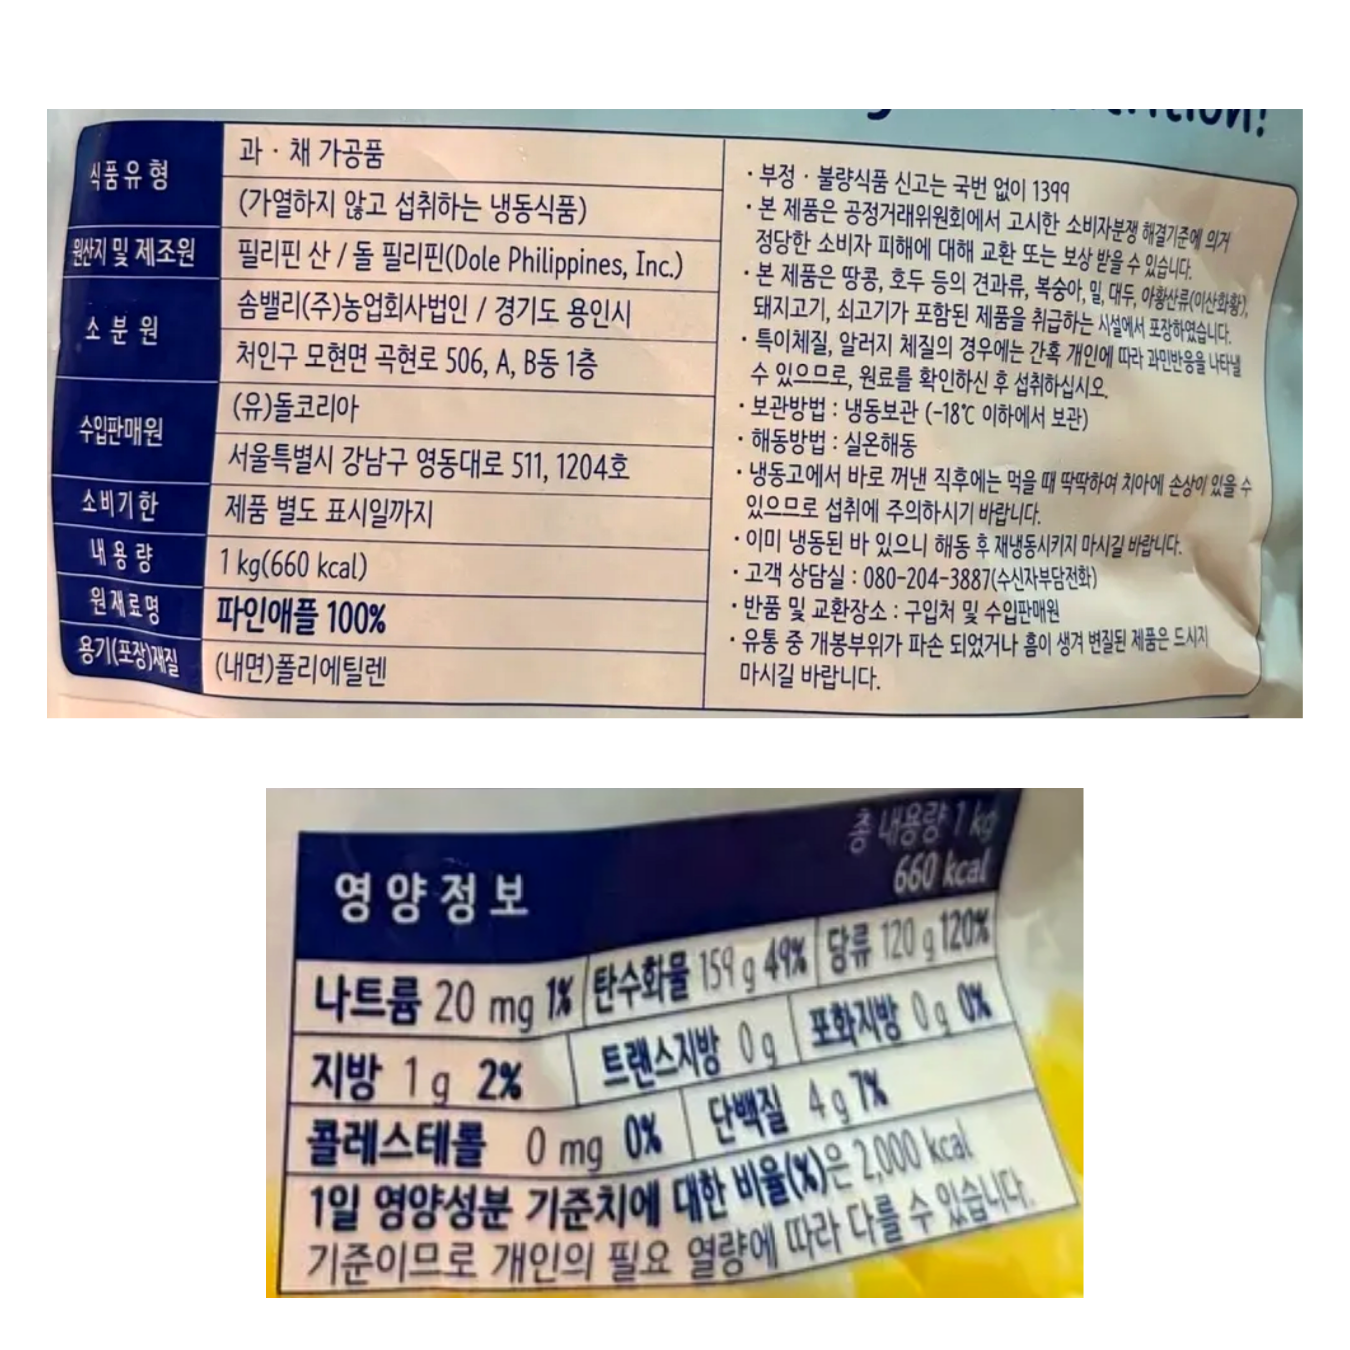 식품유형
과 · 채 가공품
(가열하지 않고 섭취하는 냉동식품)
원산지 및 제조원
필리핀 산 / 돌 필리핀(Dole Philippines, Inc.)
소분원
솜밸리(주)농업회사법인 / 경기도 용인시
처인구 모현면 곡현로 506, A, B동 1층
수입판매원
(유)돌코리아
서울특별시 강남구 영동대로 511, 1204호
소비기한
제품 별도 표시일까지
내용량
1 kg(660 kcal)
원재료명
파인애플 100%
용기(포장)재질
(내면)폴리에틸렌
· 부정 · 불량식품 신고는 국번 없이 1399
· 본 제품은 공정거래위원회에서 고시한 소비자분쟁 해결기준에 의거
정당한 소비자 피해에 대해 교환 또는 보상 받을 수 있습니다.
· 본 제품은 땅콩, 호두 등의 견과류, 복숭아, 밀, 대두, 아황산류(이산화황),
돼지고기, 쇠고기가 포함된 제품을 취급하는 시설에서 포장하였습니다.
· 특이체질, 알러지 체질의 경우에는 간혹 개인에 따라 과민반응을 나타낼
수 있으므로, 원료를 확인하신 후 섭취하십시오.
· 보관방법 : 냉동보관 (-18℃ 이하에서 보관)
· 해동방법 : 실온해동
· 냉동고에서 바로 꺼낸 직후에는 먹을 때 딱딱하여 치아에 손상이 있을 수
있으므로 섭취에 주의하시기 바랍니다.
· 이미 냉동된 바 있으니 해동 후 재냉동시키지 마시길 바랍니다.
· 고객 상담실 : 080-204-3887(수신자부담전화)
· 반품 및 교환장소 : 구입처 및 수입판매원
· 유통 중 개봉부위가 파손 되었거나 흠이 생겨 변질된 제품은 드시지
마시길 바랍니다.
영양정보
총 내용량 1 kg
660 kcal
나트륨 20 mg 1% 탄수화물 159 g 49% 당류 120 g 120%
지방 1 g 2% 트랜스지방 0 g 포화지방 0 g 0%
콜레스테롤 0 mg 0% 단백질 4 g 7%
1일 영양성분 기준치에 대한 비율(%)은 2,000 kcal
기준이므로 개인의 필요 열량에 따라 다를 수 있습니다.